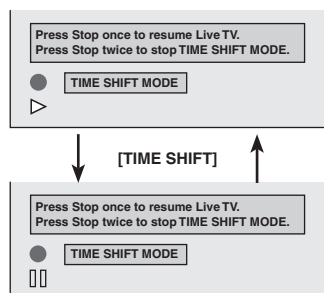 Press Stop once to resume Live TV.
Press Stop twice to stop TIME SHIFT MODE.
TIME SHIFT MODE
[TIME SHIFT]
Press Stop once to resume Live TV.
Press Stop twice to stop TIME SHIFT MODE.
TIME SHIFT MODE